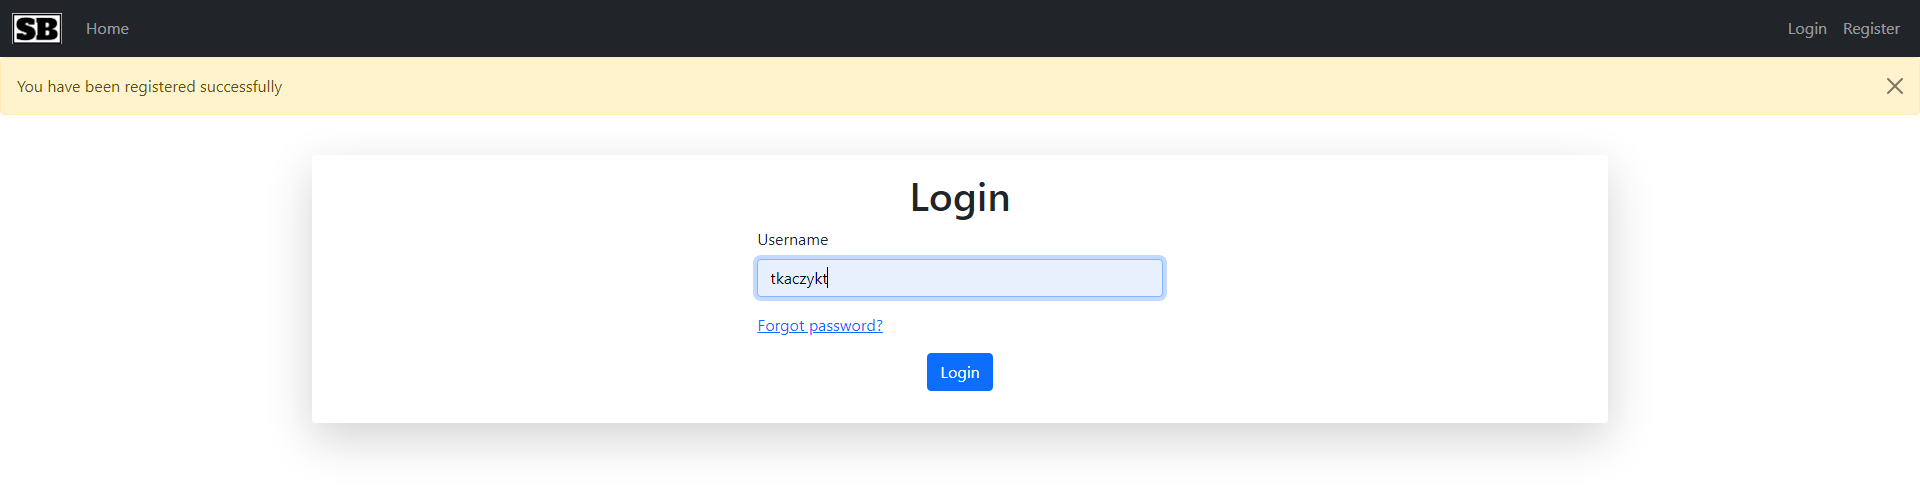 SB Home Login Register
You have been registered successfully
Login
Username
tkaczykt
Forgot password?
Login